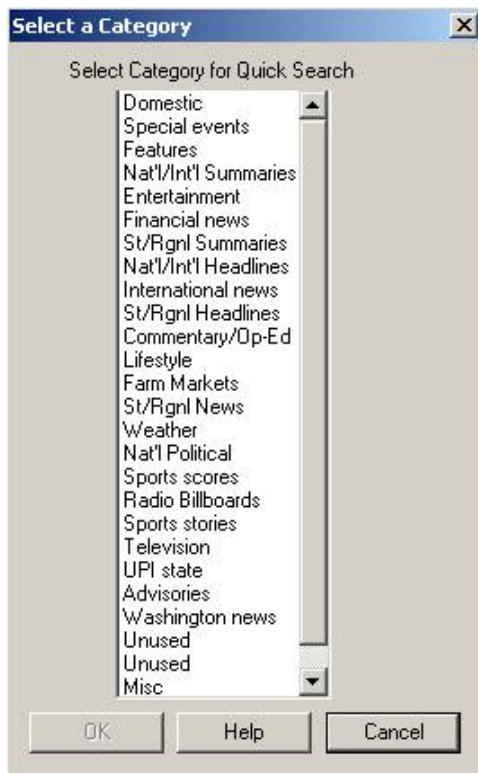 Select a Category
Select Category for Quick Search
Domestic
Special events
Features
Nat'l/Int'l Summaries
Entertainment
Financial news
St/Rgnl Summaries
Nat'l/Int'l Headlines
International news
St/Rgnl Headlines
Commentary/Op-Ed
Lifestyle
Farm Markets
St/Rgnl News
Weather
Nat'l Political
Sports scores
Radio Billboards
Sports stories
Television
UPI state
Advisories
Washington news
Unused
Unused
Misc
OK Help Cancel